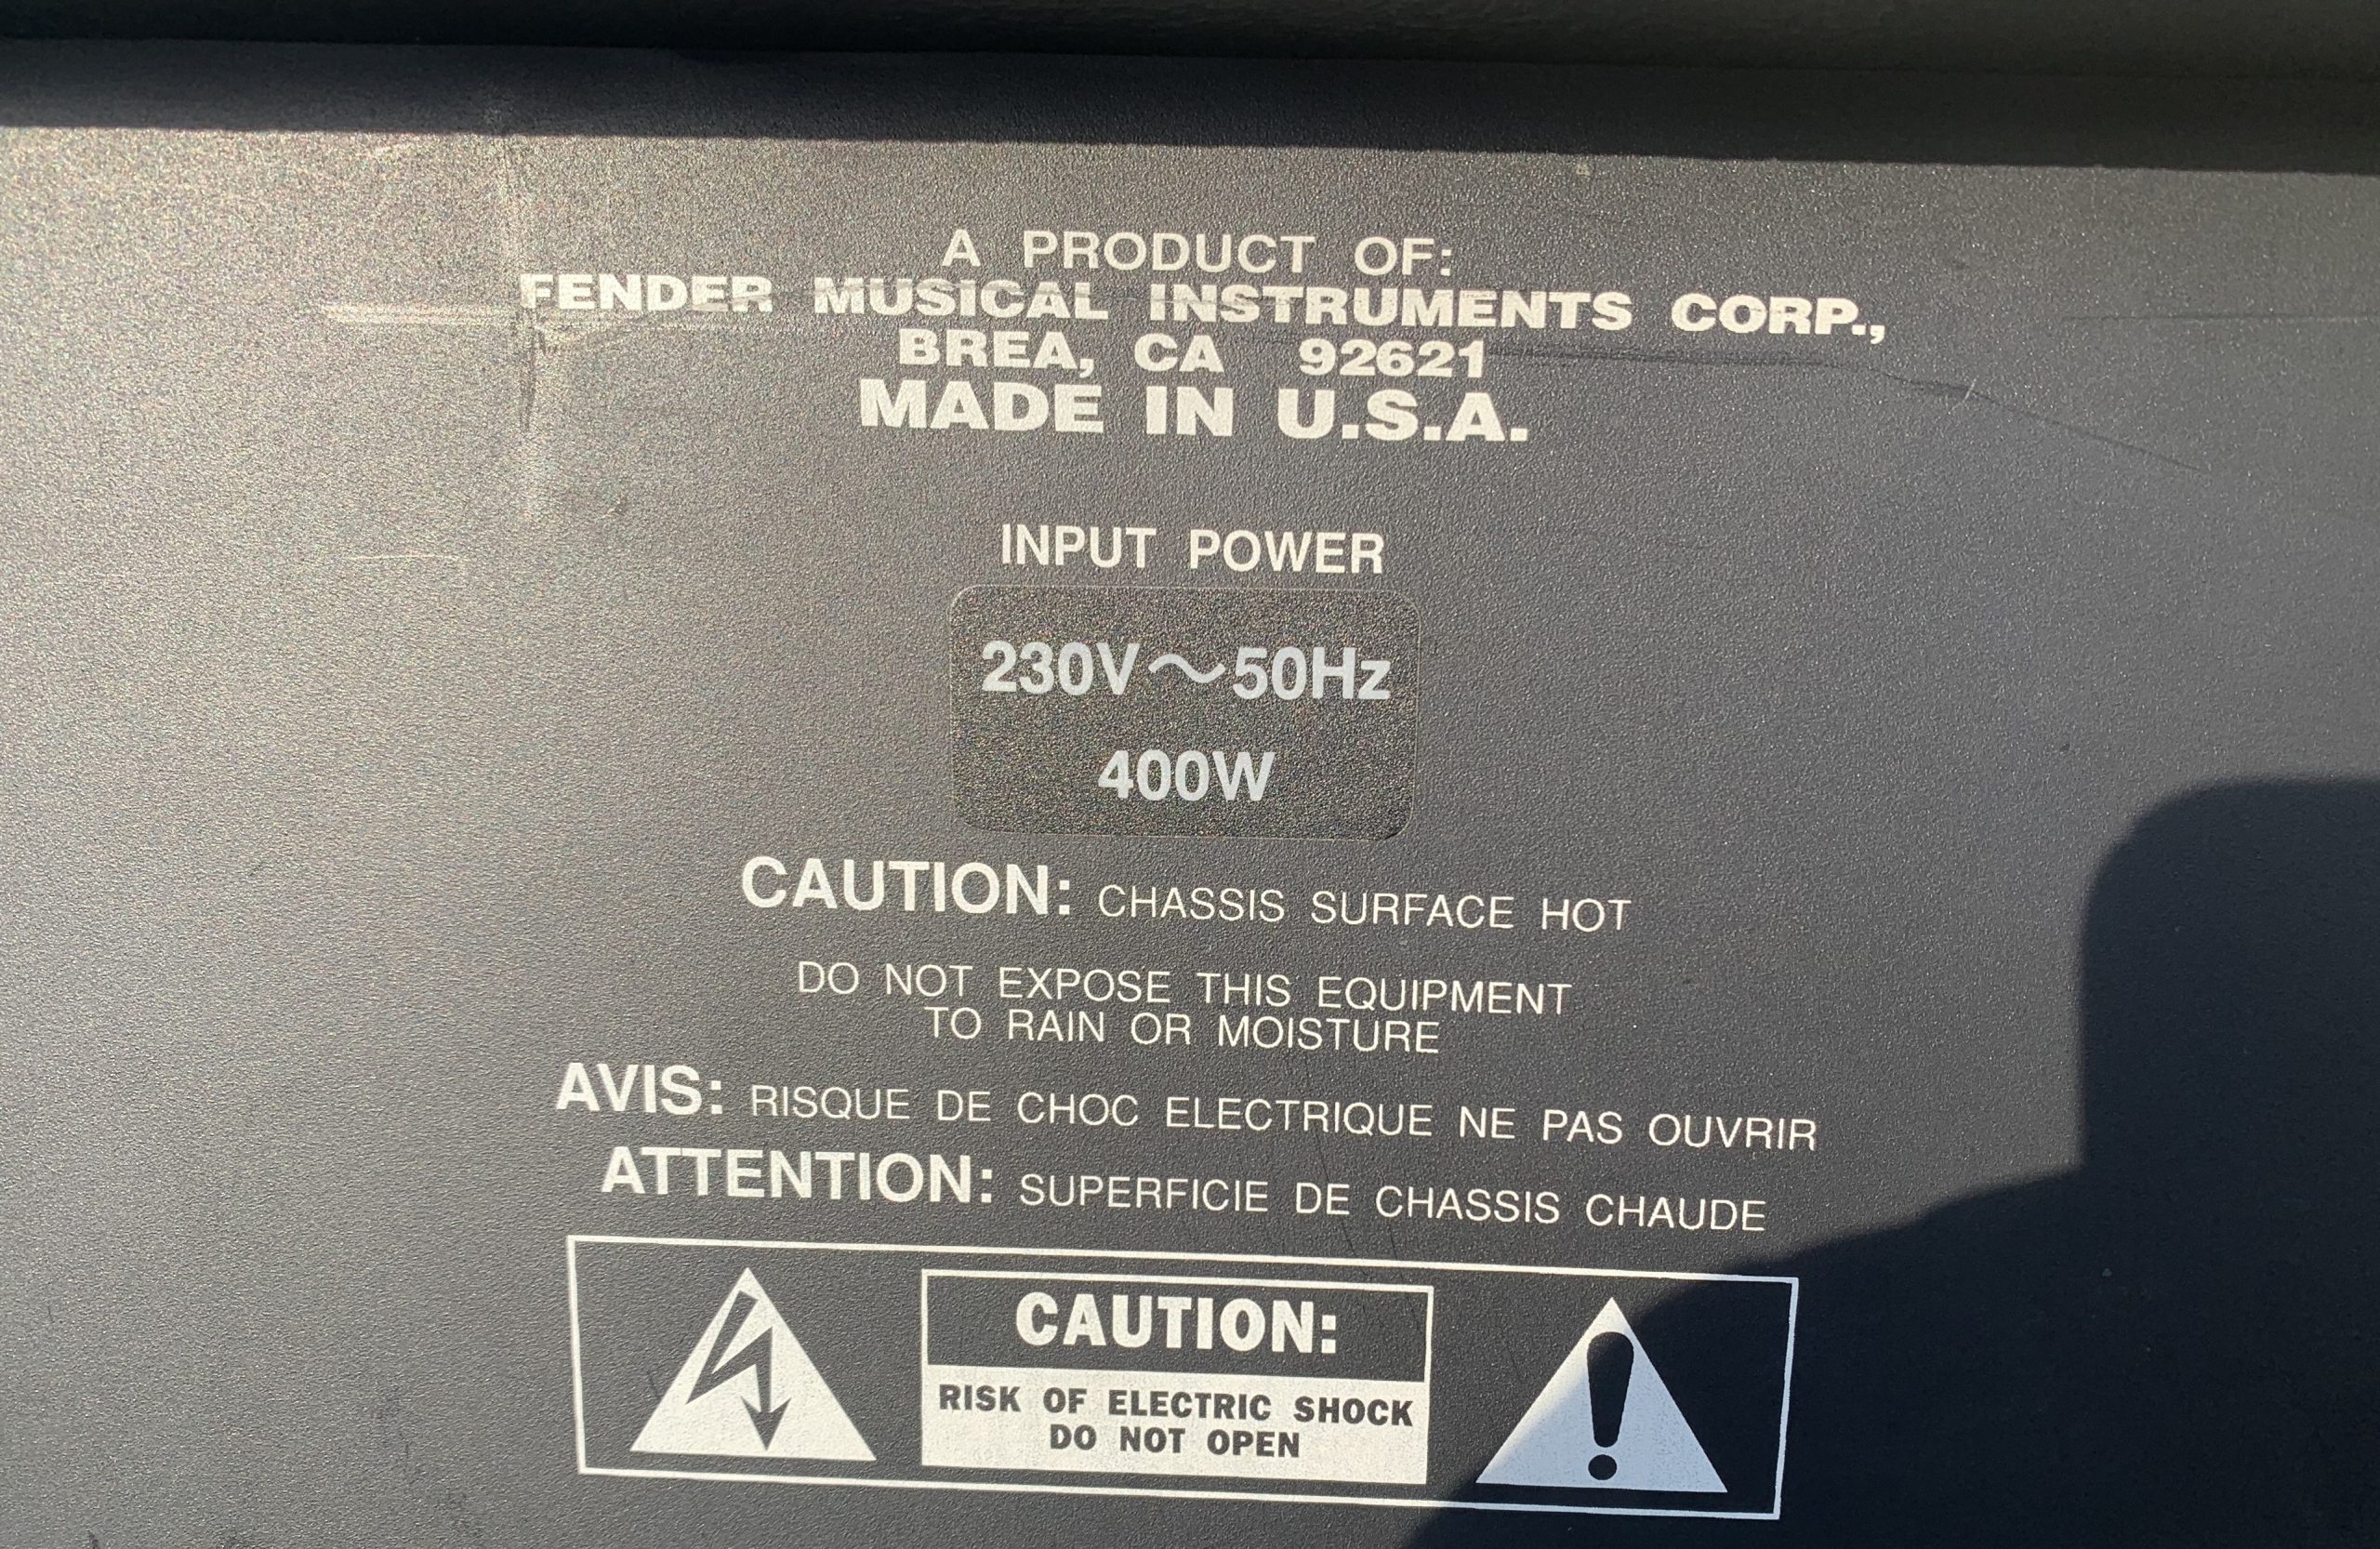 A PRODUCT OF:
FENDER MUSICAL INSTRUMENTS CORP.,
BREA, CA 92621
MADE IN U.S.A.
INPUT POWER
230V～50Hz
400W
CAUTION: CHASSIS SURFACE HOT
DO NOT EXPOSE THIS EQUIPMENT
TO RAIN OR MOISTURE
AVIS: RISQUE DE CHOC ELECTRIQUE NE PAS OUVRIR
ATTENTION: SUPERFICIE DE CHASSIS CHAUDE
CAUTION:
RISK OF ELECTRIC SHOCK
DO NOT OPEN